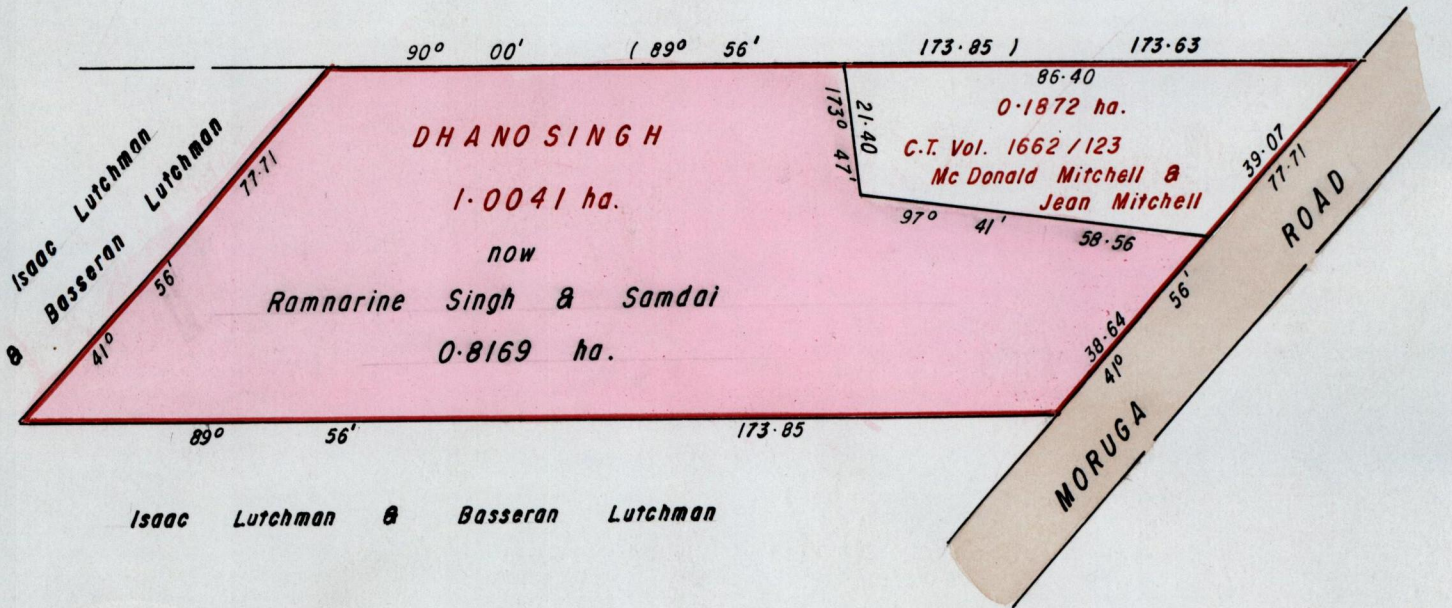 90° 00' ( 89° 56' 173·85 ) 173·63
86·40
0·1872 ha.
C.T. Vol. 1662 / 123
Mc Donald Mitchell &
Jean Mitchell
173° 47'
21·40
97° 41' 58·56
39·07
77·71
41° 56'
38·64
MORUGA ROAD
DHANO SINGH
1·0041 ha.
now
Ramnarine Singh & Samdai
0·8169 ha.
Isaac Lutchman
& Basseran Lutchman
41° 56' 77·71
89° 56' 173·85
Isaac Lutchman & Basseran Lutchman